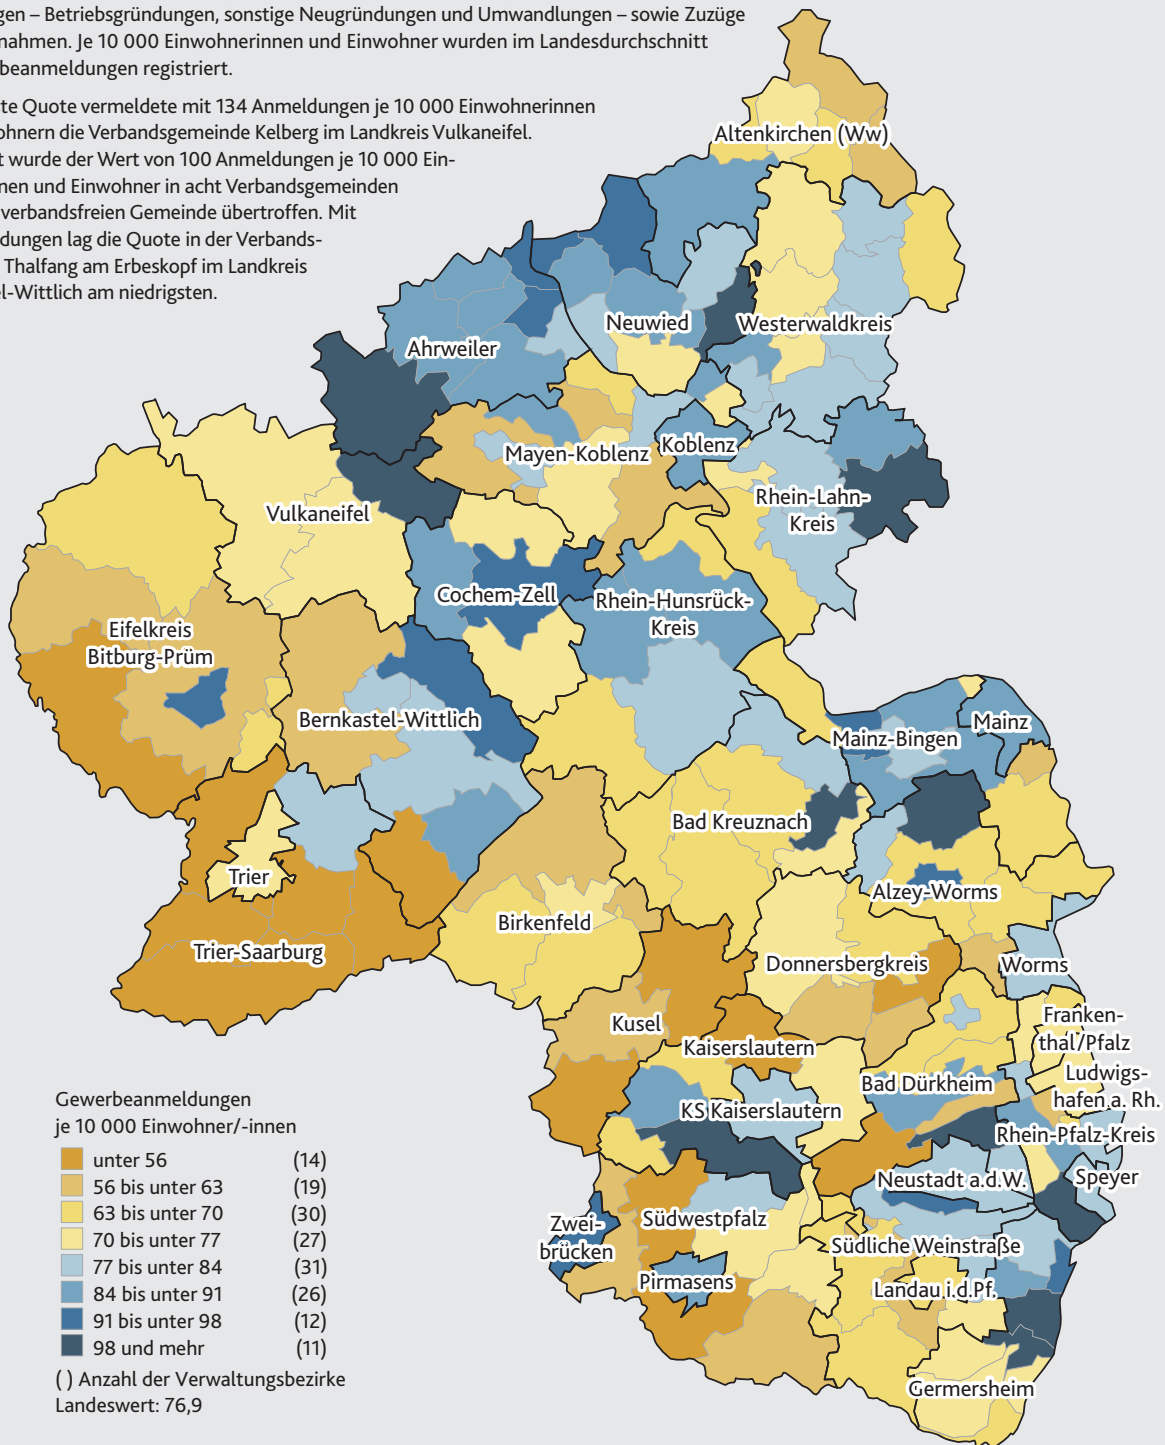 gen – Betriebsgründungen, sonstige Neugründungen und Umwandlungen – sowie Zuzüge
nahmen. Je 10 000 Einwohnerinnen und Einwohner wurden im Landesdurchschnitt
beanmeldungen registriert.
te Quote vermeldete mit 134 Anmeldungen je 10 000 Einwohnerinnen
ohnern die Verbandsgemeinde Kelberg im Landkreis Vulkaneifel.
t wurde der Wert von 100 Anmeldungen je 10 000 Ein-
nen und Einwohner in acht Verbandsgemeinden
verbandsfreien Gemeinde übertroffen. Mit
dungen lag die Quote in der Verbands-
Thalfang am Erbeskopf im Landkreis
el-Wittlich am niedrigsten.
Altenkirchen (Ww)
Neuwied
Westerwaldkreis
Ahrweiler
Mayen-Koblenz
Koblenz
Rhein-Lahn-
Kreis
Vulkaneifel
Cochem-Zell
Rhein-Hunsrück-
Kreis
Eifelkreis
Bitburg-Prüm
Bernkastel-Wittlich
Mainz-Bingen
Mainz
Bad Kreuznach
Trier
Alzey-Worms
Birkenfeld
Trier-Saarburg
Donnersbergkreis
Worms
Kusel
Franken-
thal/Pfalz
Kaiserslautern
Bad Dürkheim
Ludwigs-
hafen a. Rh.
KS Kaiserslautern
Rhein-Pfalz-Kreis
Neustadt a.d.W.
Speyer
Südwestpfalz
Zwei-
brücken
Südliche Weinstraße
Pirmasens
Landau i.d.Pf.
Germersheim
Gewerbeanmeldungen
je 10 000 Einwohner/-innen
unter 56 (14)
56 bis unter 63 (19)
63 bis unter 70 (30)
70 bis unter 77 (27)
77 bis unter 84 (31)
84 bis unter 91 (26)
91 bis unter 98 (12)
98 und mehr (11)
( ) Anzahl der Verwaltungsbezirke
Landeswert: 76,9